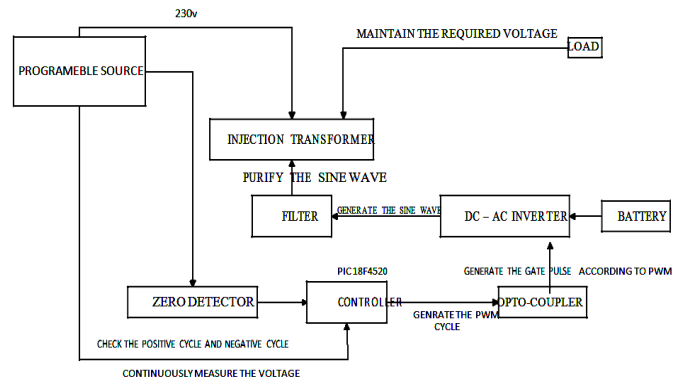 230v
MAINTAIN THE REQUIRED VOLTAGE
LOAD
PROGRAMEBLE SOURCE
INJECTION TRANSFORMER
PURIFY THE SINE WAVE
FILTER
GENERATE THE SINE WAVE
DC – AC INVERTER
BATTERY
PIC18F4520
GENERATE THE GATE PULSE ACCORDING TO PWM
ZERO DETECTOR
CONTROLLER
OPTO-COUPLER
GENRATE THE PWM
CYCLE
CHECK THE POSITIVE CYCLE AND NEGATIVE CYCLE
CONTINUOUSLY MEASURE THE VOLTAGE